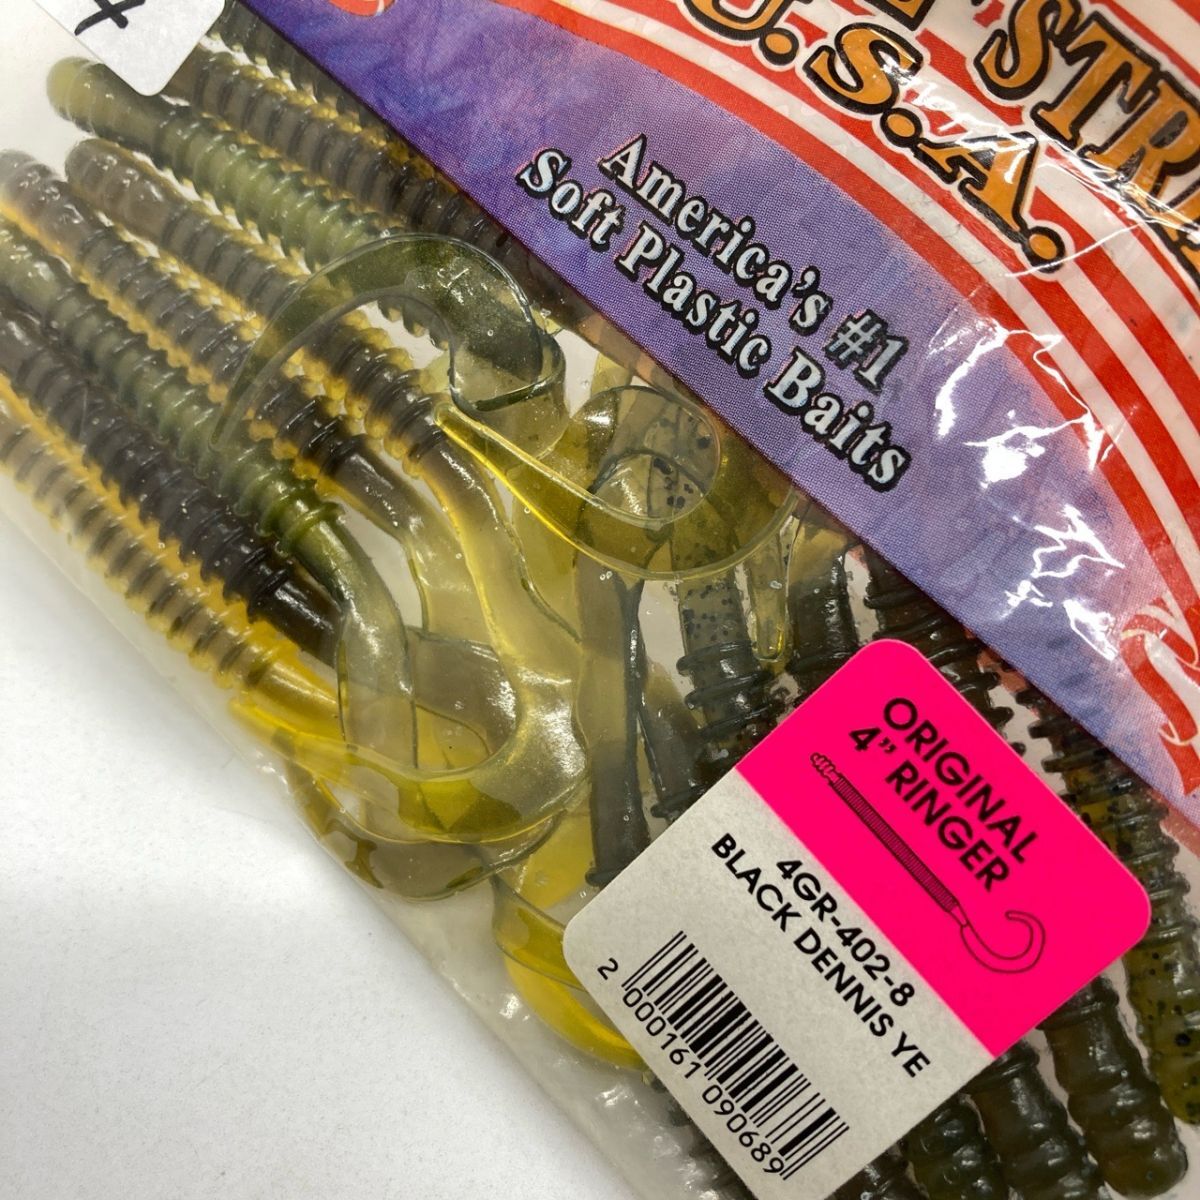 U.S.A.
America's #1
Soft Plastic Baits
ORIGINAL
4" RINGER
4GR-402-8
BLACK DENNIS YE
2 000161 090689